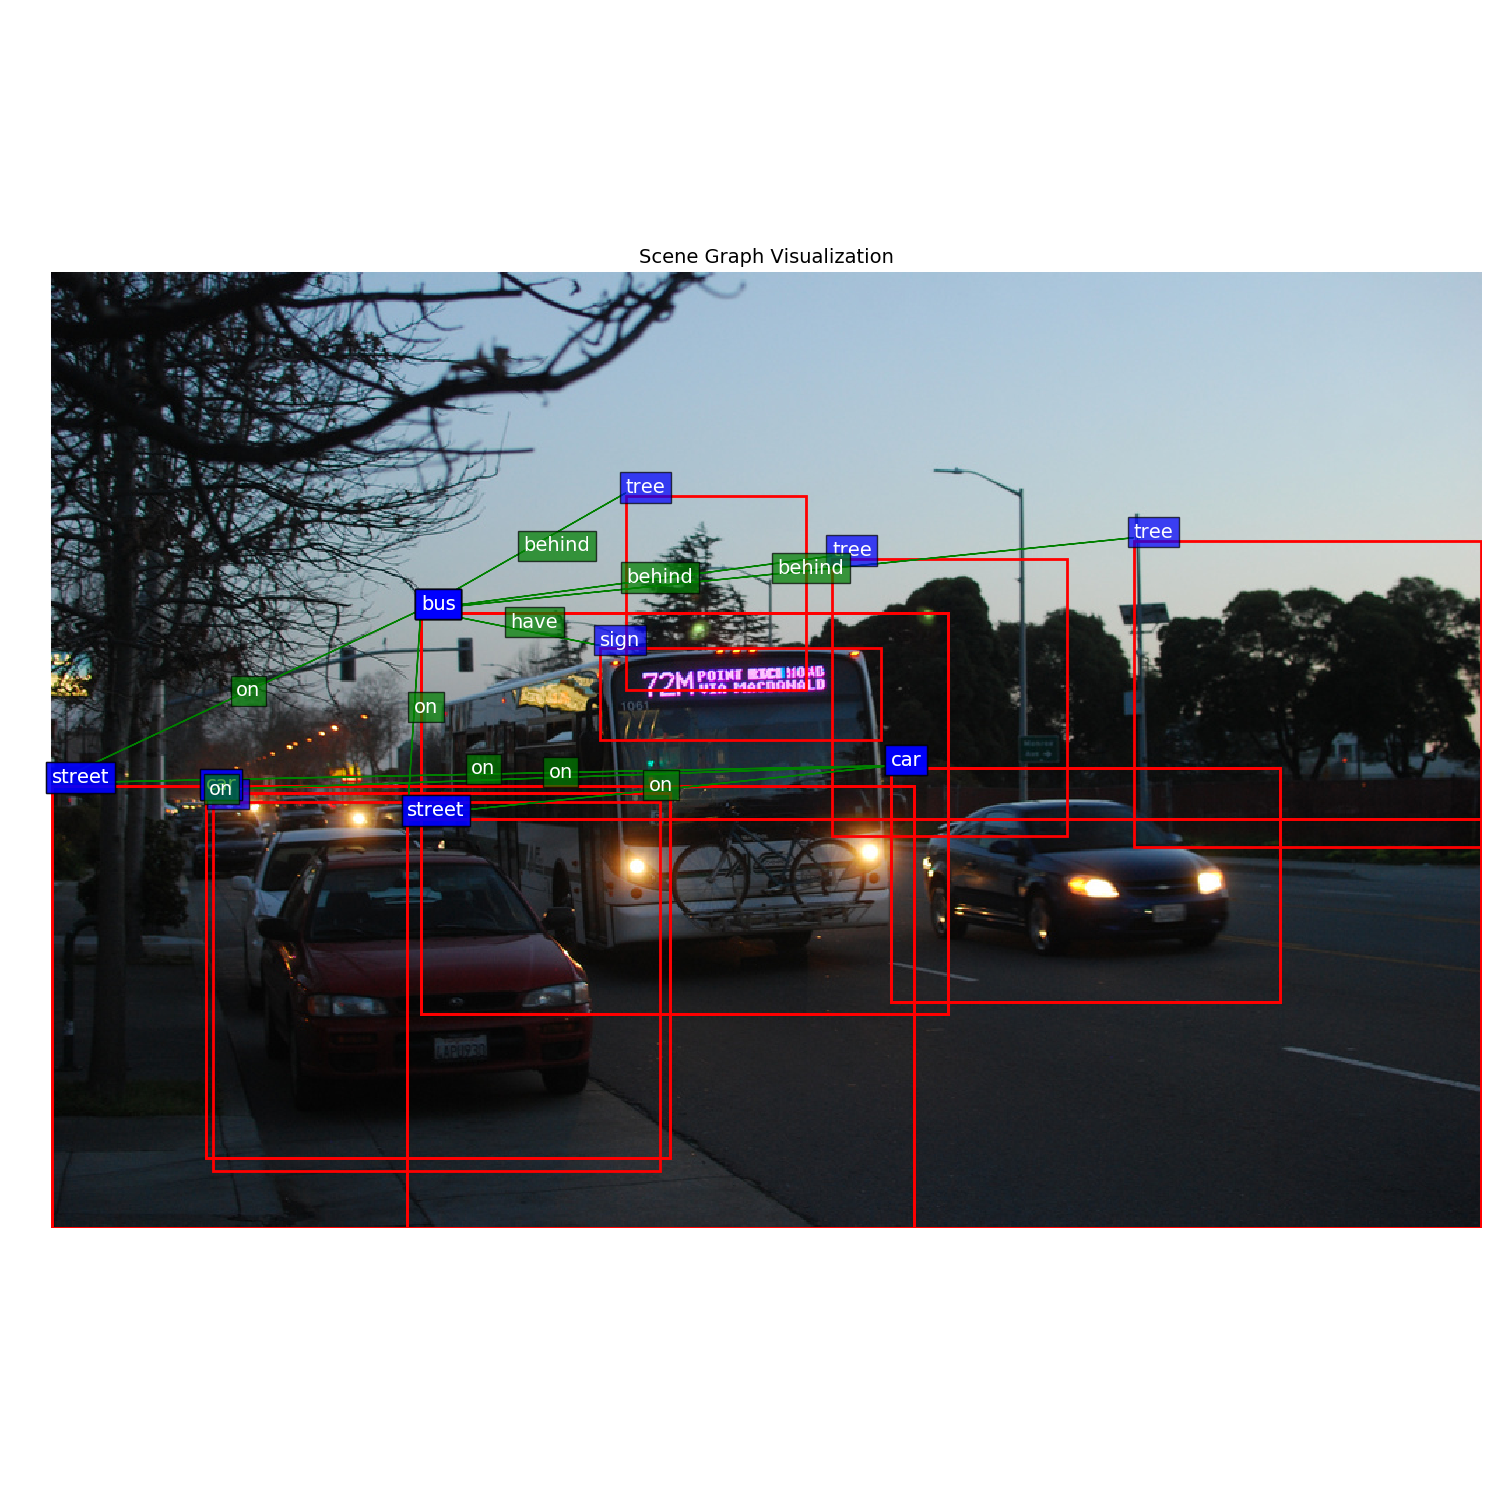 Scene Graph Visualization
tree
tree
tree
behind
behind
behind
bus
have
sign
on
on
72M POINT RICHMOND
VIA MACDONALD
1061
Monroe
street
car
on
on
on
on
car
street